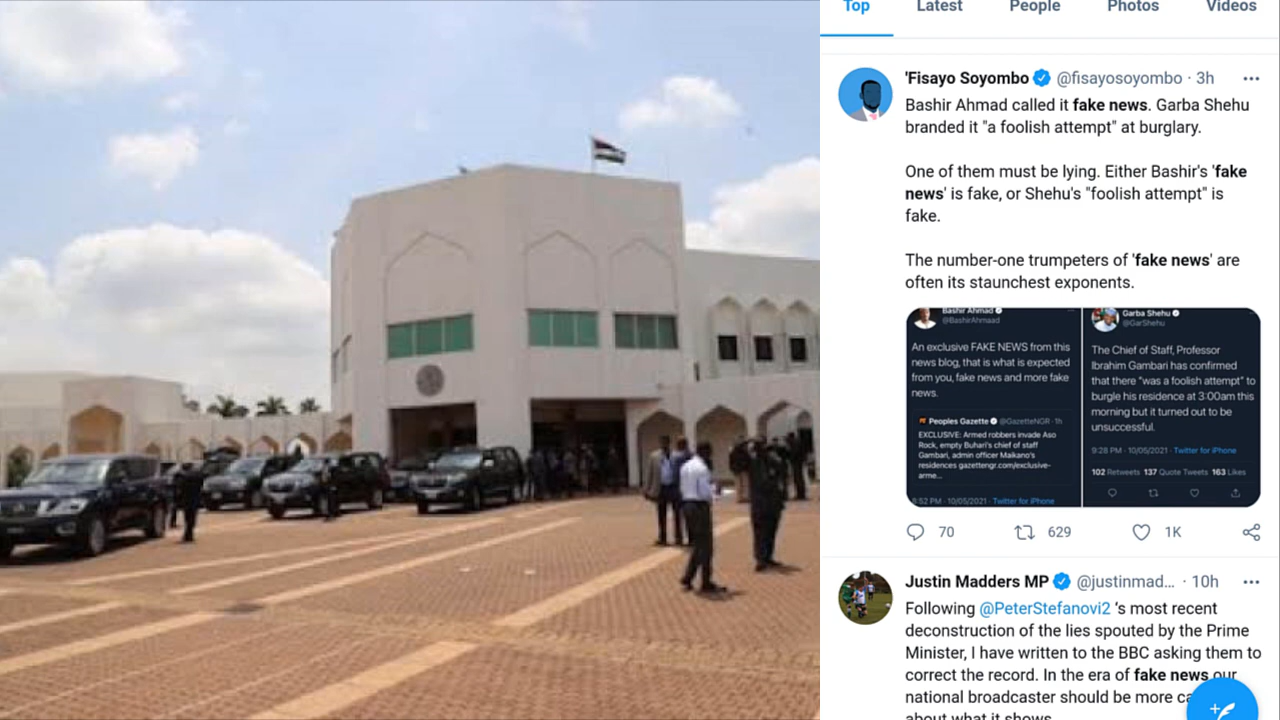 Top Latest People Photos Videos
'Fisayo Soyombo @fisayosoyombo · 3h
Bashir Ahmad called it fake news. Garba Shehu
branded it "a foolish attempt" at burglary.
One of them must be lying. Either Bashir's 'fake
news' is fake, or Shehu's "foolish attempt" is
fake.
The number-one trumpeters of 'fake news' are
often its staunchest exponents.
Bashir Ahmad
@BashirAhmaad
An exclusive FAKE NEWS from this
news blog, that is what is expected
from you, fake news and more fake
news.
Peoples Gazette @GazetteNGR · 1h
EXCLUSIVE: Armed robbers invade Aso
Rock, empty Buhari's chief of staff
Gambari, admin officer Maikano's
residences gazettengr.com/exclusive-
arme...
8:52 PM · 10/05/2021 · Twitter for iPhone
Garba Shehu
@GarShehu
The Chief of Staff, Professor
Ibrahim Gambari has confirmed
that there "was a foolish attempt" to
burgle his residence at 3:00am this
morning but it turned out to be
unsuccessful.
9:28 PM · 10/05/2021 · Twitter for iPhone
102 Retweets 137 Quote Tweets 163 Likes
70 629 1K
Justin Madders MP @justinmad... · 10h
Following @PeterStefanovi2 's most recent
deconstruction of the lies spouted by the Prime
Minister, I have written to the BBC asking them to
correct the record. In the era of fake news our
national broadcaster should be more
about what it shows